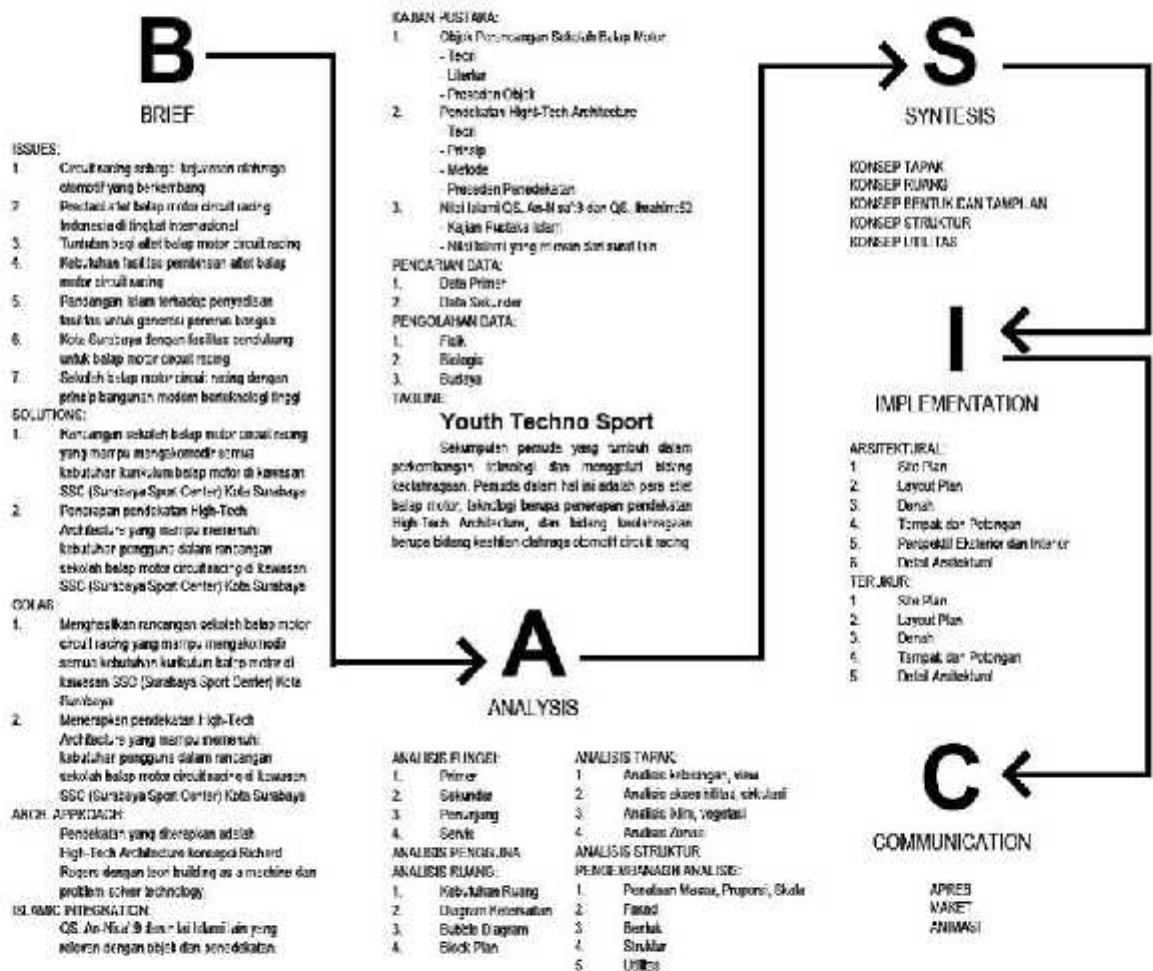 B
BRIEF
ISSUES:
1. Circuit racing sebagai kejuaraan olahraga
otomotif yang berkembang
2. Prestasi atlet balap motor circuit racing
Indonesia di tingkat internasional
3. Tuntutan bagi atlet balap motor circuit racing
4. Kebutuhan fasilitas pembinaan atlet balap
motor circuit racing
5. Pandangan Islam terhadap penyediaan
fasilitas untuk generasi penerus bangsa
6. Kota Surabaya dengan fasilitas pendukung
untuk balap motor circuit racing
7. Sekolah balap motor circuit racing dengan
prinsip bangunan modern berteknologi tinggi
SOLUTIONS:
1. Rancangan sekolah balap motor circuit racing
yang mampu mengakomodir semua
kebutuhan kurikulum balap motor di kawasan
SSC (Surabaya Sport Center) Kota Surabaya
2. Penerapan pendekatan High-Tech
Architecture yang mampu memenuhi
kebutuhan pengguna dalam rancangan
sekolah balap motor circuit racing di kawasan
SSC (Surabaya Sport Center) Kota Surabaya
GOLAS:
1. Menghasilkan rancangan sekolah balap motor
circuit racing yang mampu mengakomodir
semua kebutuhan kurikulum balap motor di
kawasan SSC (Surabaya Sport Center) Kota
Surabaya
2. Menerapkan pendekatan High-Tech
Architecture yang mampu memenuhi
kebutuhan pengguna dalam rancangan
sekolah balap motor circuit racing di kawasan
SSC (Surabaya Sport Center) Kota Surabaya
ARCH. APPROACH:
Pendekatan yang diterapkan adalah
High-Tech Architecture konsepsi Richard
Rogers dengan teori building as a machine dan
problem solver technology
ISLAMIC INTEGRATION:
QS. An-Nisa':9 dan nilai Islami lain yang
relevan dengan objek dan pendekatan
KAJIAN PUSTAKA:
1. Objek Perancangan Sekolah Balap Motor
- Teori
- Literatur
- Preseden Objek
2. Pendekatan Hight-Tech Architecture
- Teori
- Prinsip
- Metode
- Preseden Pendekatan
3. Nilai Islami QS. An-Nisa':9 dan QS. Ibrahim:52
- Kajian Pustaka Islam
- Nilai Islami yang relevan dari surat lain
PENCARIAN DATA:
1. Data Primer
2. Data Sekunder
PENGOLAHAN DATA:
1. Fisik
2. Biologis
3. Budaya
TAGLINE:
Youth Techno Sport
Sekumpulan pemuda yang tumbuh dalam
perkembangan teknologi dan menggeluti bidang
keolahragaan. Pemuda dalam hal ini adalah para atlet
balap motor, teknologi berupa penerapan pendekatan
High-Tech Architecture, dan bidang keolahragaan
berupa bidang keahlian olahraga otomotif circuit racing
A
ANALYSIS
ANALISIS FUNGSI:
1. Primer
2. Sekunder
3. Penunjang
4. Servis
ANALISIS PENGGUNA
ANALISIS RUANG:
1. Kebutuhan Ruang
2. Diagram Keterkaitan
3. Bubble Diagram
4. Block Plan
ANALISIS TAPAK:
1. Analisis kebisingan, view
2. Analisis aksesibilitas, sirkulasi
3. Analisis iklim, vegetasi
4. Analisis Zonasi
ANALISIS STRUKTUR
ANALISIS:
1. Penataan Massa, Proporsi, Skala
2. Fasad
3. Bentuk
4. Struktur
5. Utilitas
S
SYNTESIS
KONSEP TAPAK
KONSEP RUANG
KONSEP BENTUK DAN TAMPILAN
KONSEP STRUKTUR
KONSEP UTILITAS
I
IMPLEMENTATION
ARSITEKTURAL:
1. Site Plan
2. Layout Plan
3. Denah
4. Tampak dan Potongan
5. Perspektif Eksterior dan Interior
6. Detail Arsitektural
TERUKUR:
1. Site Plan
2. Layout Plan
3. Denah
4. Tampak dan Potongan
5. Detail Arsitektural
C
COMMUNICATION
APREB
MAKET
ANIMASI